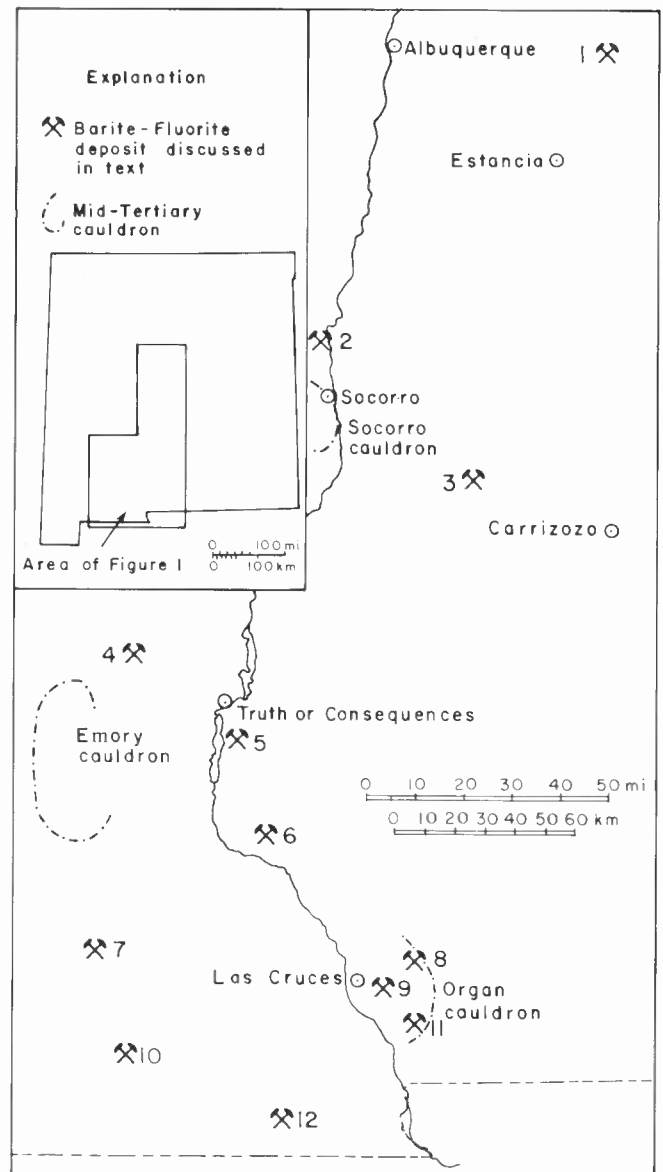 Explanation
Barite-Fluorite
deposit discussed
in text
Mid-Tertiary
cauldron
0 100 mi
0 100 km
Area of Figure 1
Albuquerque
1
Estancia
2
Socorro
Socorro
cauldron
3
Carrizozo
4
Emory
cauldron
Truth or Consequences
5
0 10 20 30 40 50 mi
0 10 20 30 40 50 60 km
6
7
8
Las Cruces
9
Organ
cauldron
11
10
12